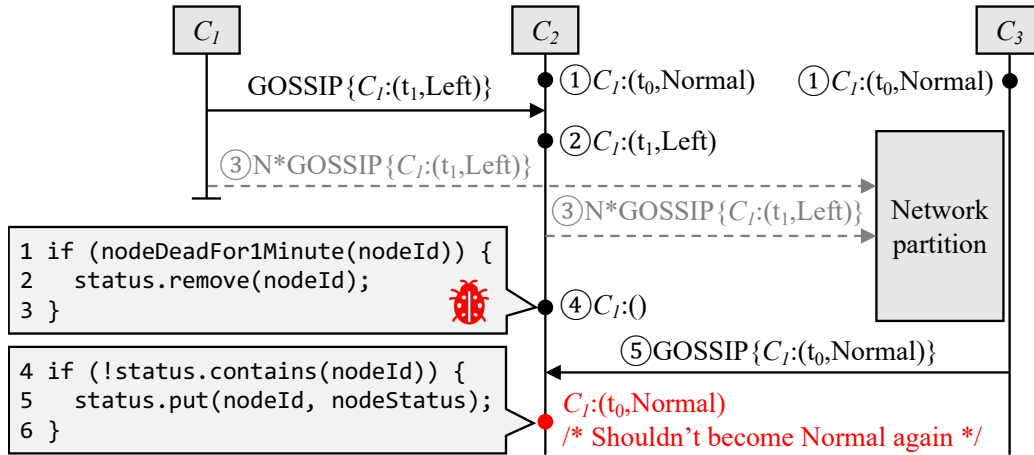 C₁
C₂
C₃
GOSSIP{C₁:(t₁,Left)}
①C₁:(t₀,Normal)
①C₁:(t₀,Normal)
②C₁:(t₁,Left)
③N*GOSSIP{C₁:(t₁,Left)}
③N*GOSSIP{C₁:(t₁,Left)}
Network
partition
1 if (nodeDeadFor1Minute(nodeId)) {
2   status.remove(nodeId);
3 }
④C₁:()
⑤GOSSIP{C₁:(t₀,Normal)}
4 if (!status.contains(nodeId)) {
5   status.put(nodeId, nodeStatus);
6 }
C₁:(t₀,Normal)
/* Shouldn't become Normal again */